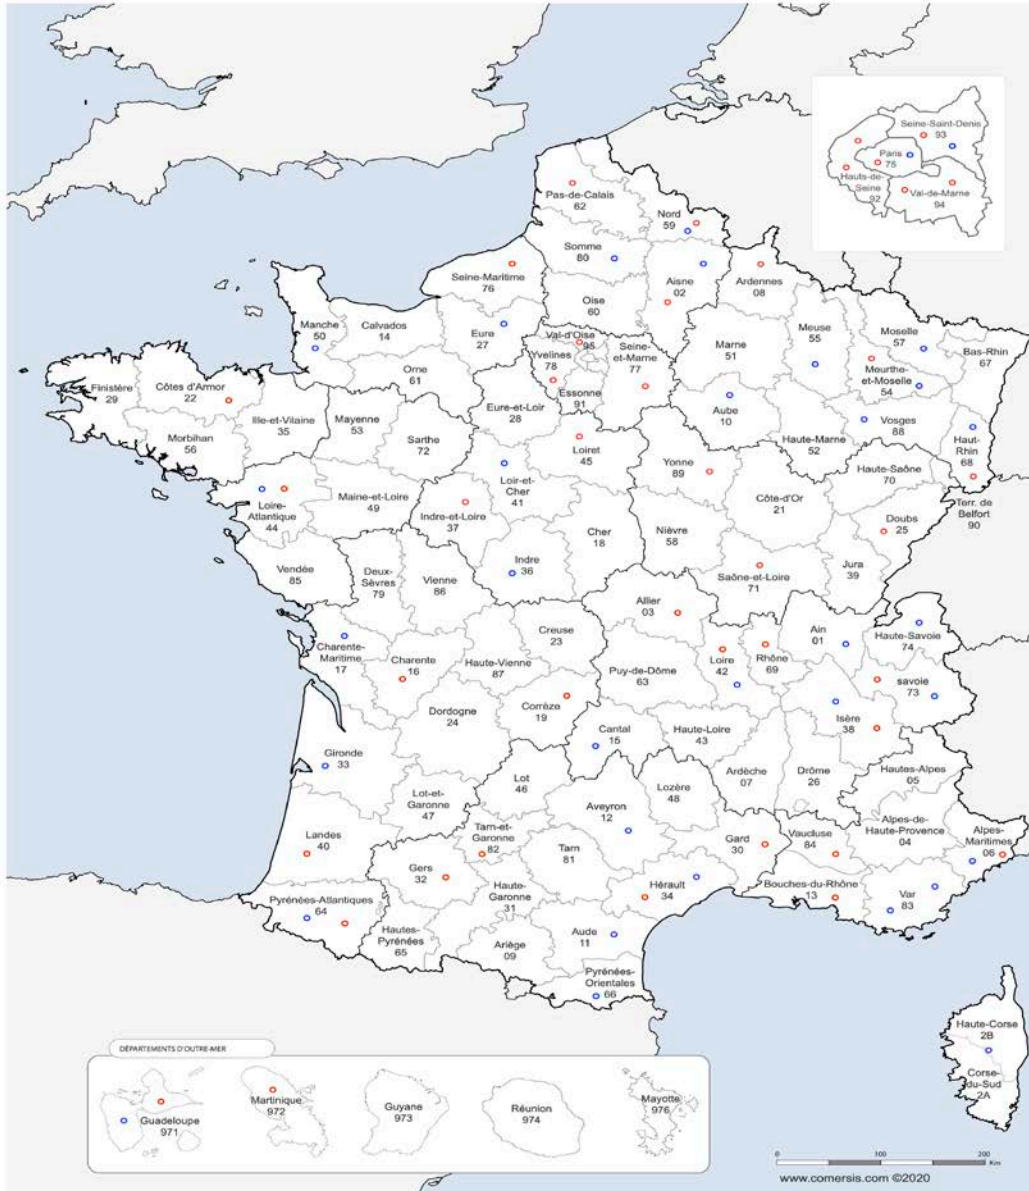 Seine-Saint-Denis
93
Paris
75
Hauts-de-
Seine
92
Val-de-Marne
94
Pas-de-Calais
62
Nord
59
Somme
80
Seine-Maritime
76
Aisne
02
Ardennes
08
Oise
60
Manche
50
Calvados
14
Eure
27
Val-d'Oise
95
Yvelines
78
Seine-
et-Marne
77
Essonne
91
Marne
51
Meuse
55
Moselle
57
Bas-Rhin
67
Meurthe-
et-Moselle
54
Orne
61
Finistère
29
Côtes d'Armor
22
Ille-et-Vilaine
35
Morbihan
56
Mayenne
53
Sarthe
72
Eure-et-Loir
28
Aube
10
Haute-Marne
52
Vosges
88
Haut-
Rhin
68
Loiret
45
Yonne
89
Haute-Saône
70
Terr. de
Belfort
90
Loir-et-
Cher
41
Loire-
Atlantique
44
Maine-et-Loire
49
Indre-et-Loire
37
Côte-d'Or
21
Doubs
25
Cher
18
Nièvre
58
Jura
39
Vendée
85
Deux-
Sèvres
79
Vienne
86
Indre
36
Saône-et-Loire
71
Allier
03
Ain
01
Haute-Savoie
74
Charente-
Maritime
17
Charente
16
Haute-Vienne
87
Creuse
23
Puy-de-Dôme
63
Loire
42
Rhône
69
savoie
73
Isère
38
Dordogne
24
Corrèze
19
Cantal
15
Haute-Loire
43
Ardèche
07
Drôme
26
Hautes-Alpes
05
Gironde
33
Lot
46
Lot-et-
Garonne
47
Aveyron
12
Lozère
48
Landes
40
Tarn-et-
Garonne
82
Tarn
81
Gard
30
Vaucluse
84
Alpes-de-
Haute-Provence
04
Alpes-
Maritimes
06
Gers
32
Haute-
Garonne
31
Hérault
34
Bouches-du-Rhône
13
Var
83
Pyrénées-Atlantiques
64
Hautes-
Pyrénées
65
Ariège
09
Aude
11
Pyrénées-
Orientales
66
Haute-Corse
2B
Corse-
du-Sud
2A
DÉPARTEMENTS D'OUTRE-MER
Guadeloupe
971
Martinique
972
Guyane
973
Réunion
974
Mayotte
976
0 100 200
Km
www.comersis.com ©2020